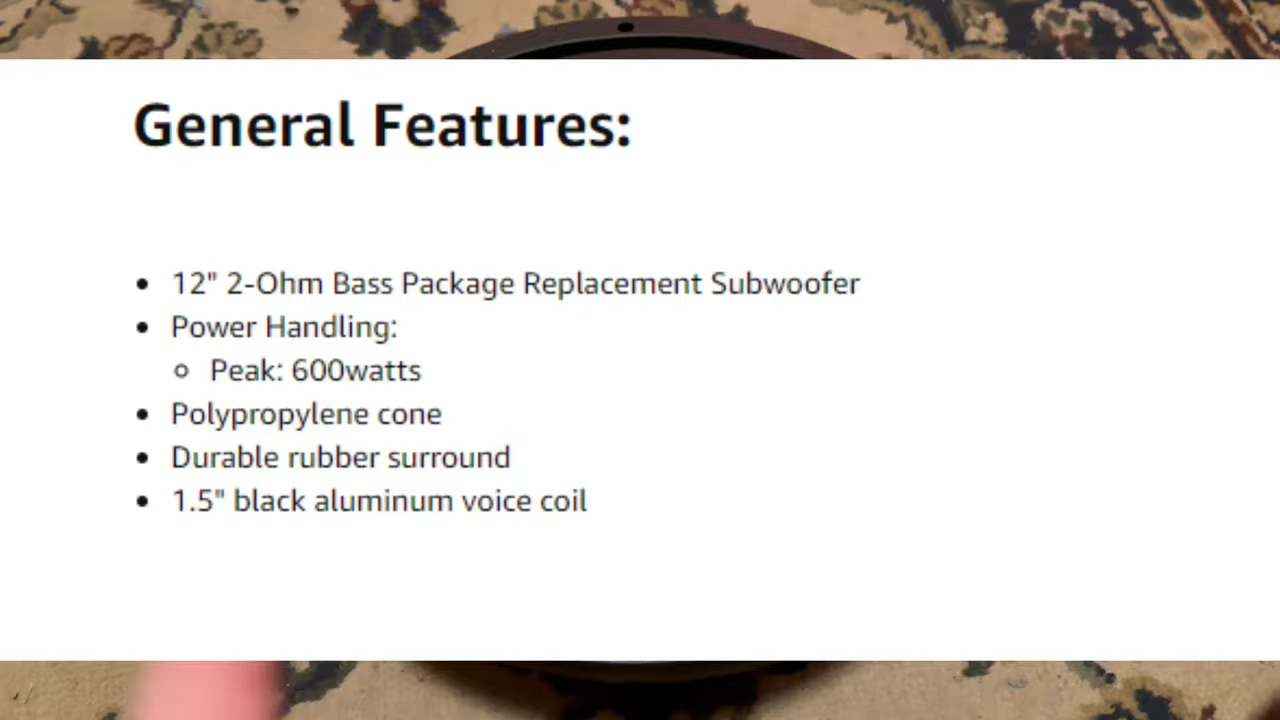 General Features:
12" 2-Ohm Bass Package Replacement Subwoofer
Power Handling:
Peak: 600watts
Polypropylene cone
Durable rubber surround
1.5" black aluminum voice coil